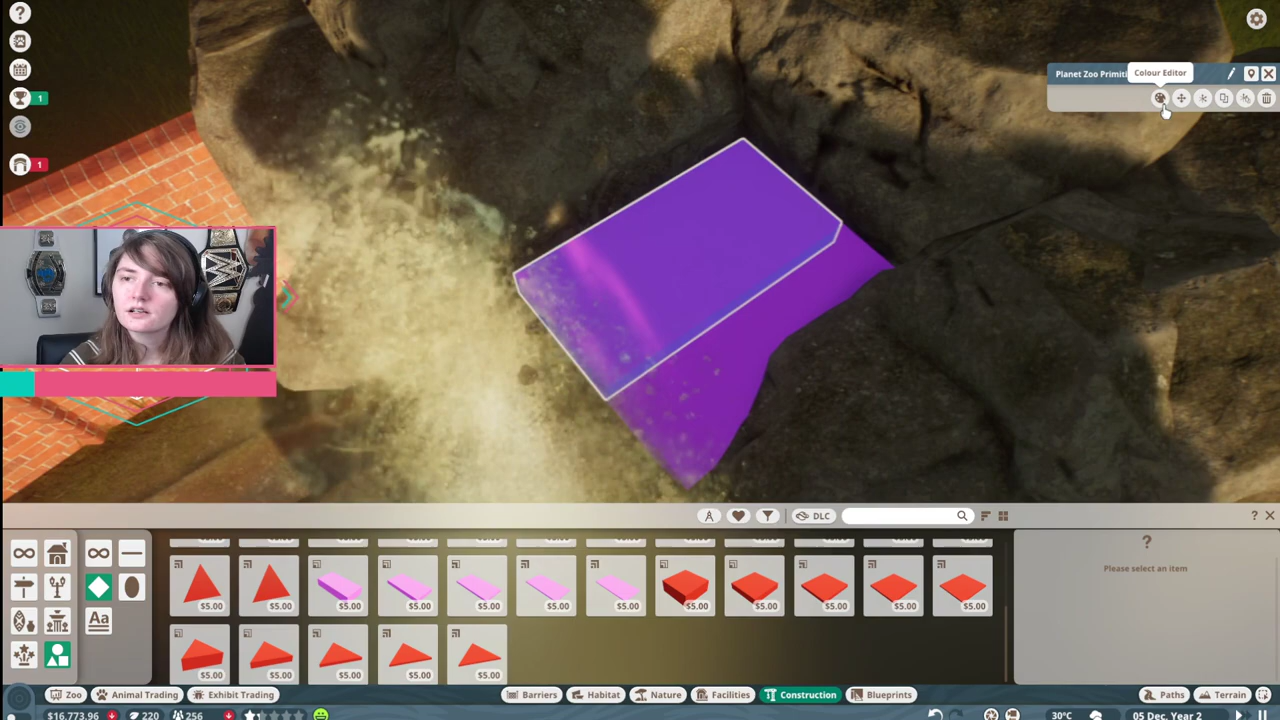 ?
Colour Editor
Planet Zoo Primiti
1
1
DLC
?
?
Please select an item
$5.00 $5.00 $5.00 $5.00 $5.00 $5.00 $5.00 $5.00 $5.00 $5.00 $5.00 $5.00
Aa
$5.00 $5.00 $5.00 $5.00 $5.00
Zoo
Animal Trading
Exhibit Trading
Barriers
Habitat
Nature
Facilities
Construction
Blueprints
Paths
Terrain
$16,773.96
220
256
30°C
05 Dec, Year 2